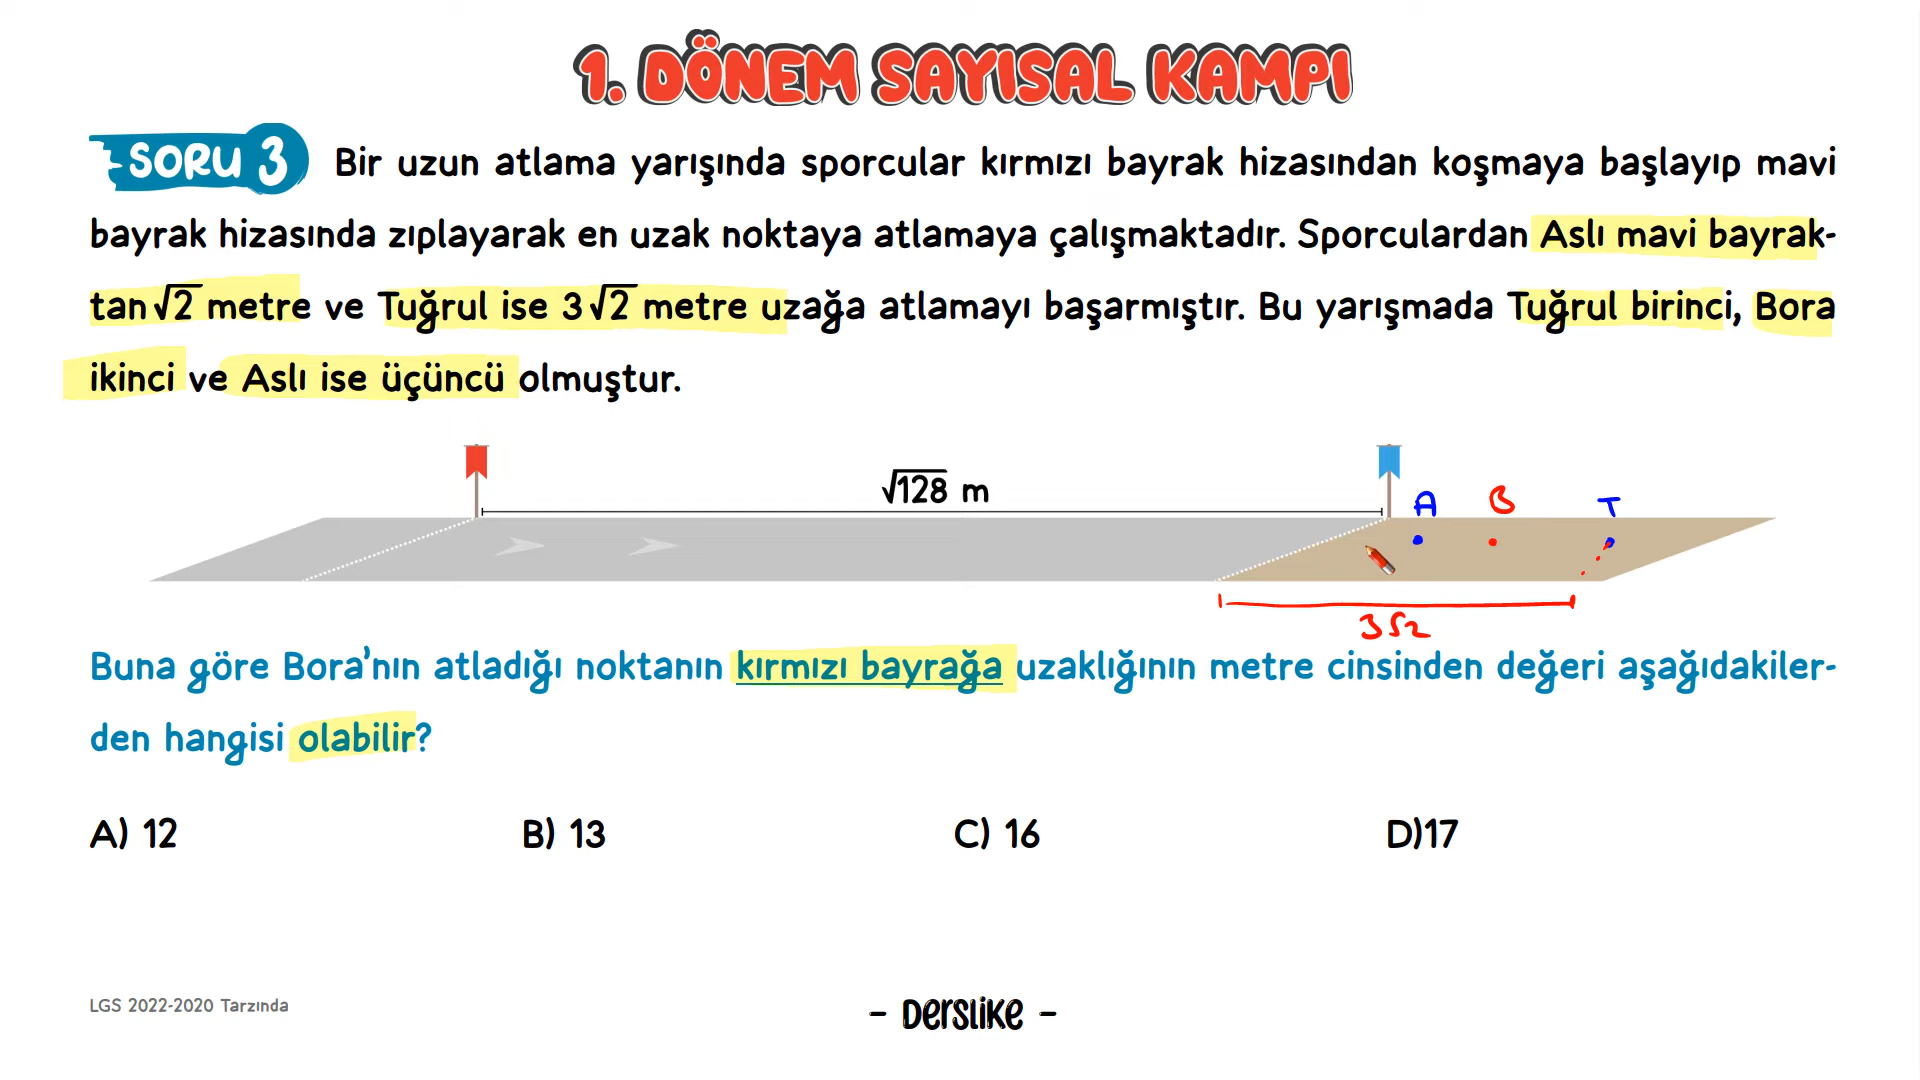 1. DÖNEM SAYISAL KAMPI
SORU 3 Bir uzun atlama yarışında sporcular kırmızı bayrak hizasından koşmaya başlayıp mavi
bayrak hizasında zıplayarak en uzak noktaya atlamaya çalışmaktadır. Sporculardan Aslı mavi bayrak-
tan √2 metre ve Tuğrul ise 3√2 metre uzağa atlamayı başarmıştır. Bu yarışmada Tuğrul birinci, Bora
ikinci ve Aslı ise üçüncü olmuştur.
√128 m
A B T
3√2
Buna göre Bora'nın atladığı noktanın kırmızı bayrağa uzaklığının metre cinsinden değeri aşağıdakiler-
den hangisi olabilir?
A) 12 B) 13 C) 16 D)17
LGS 2022-2020 Tarzında
- DERSLİKE -